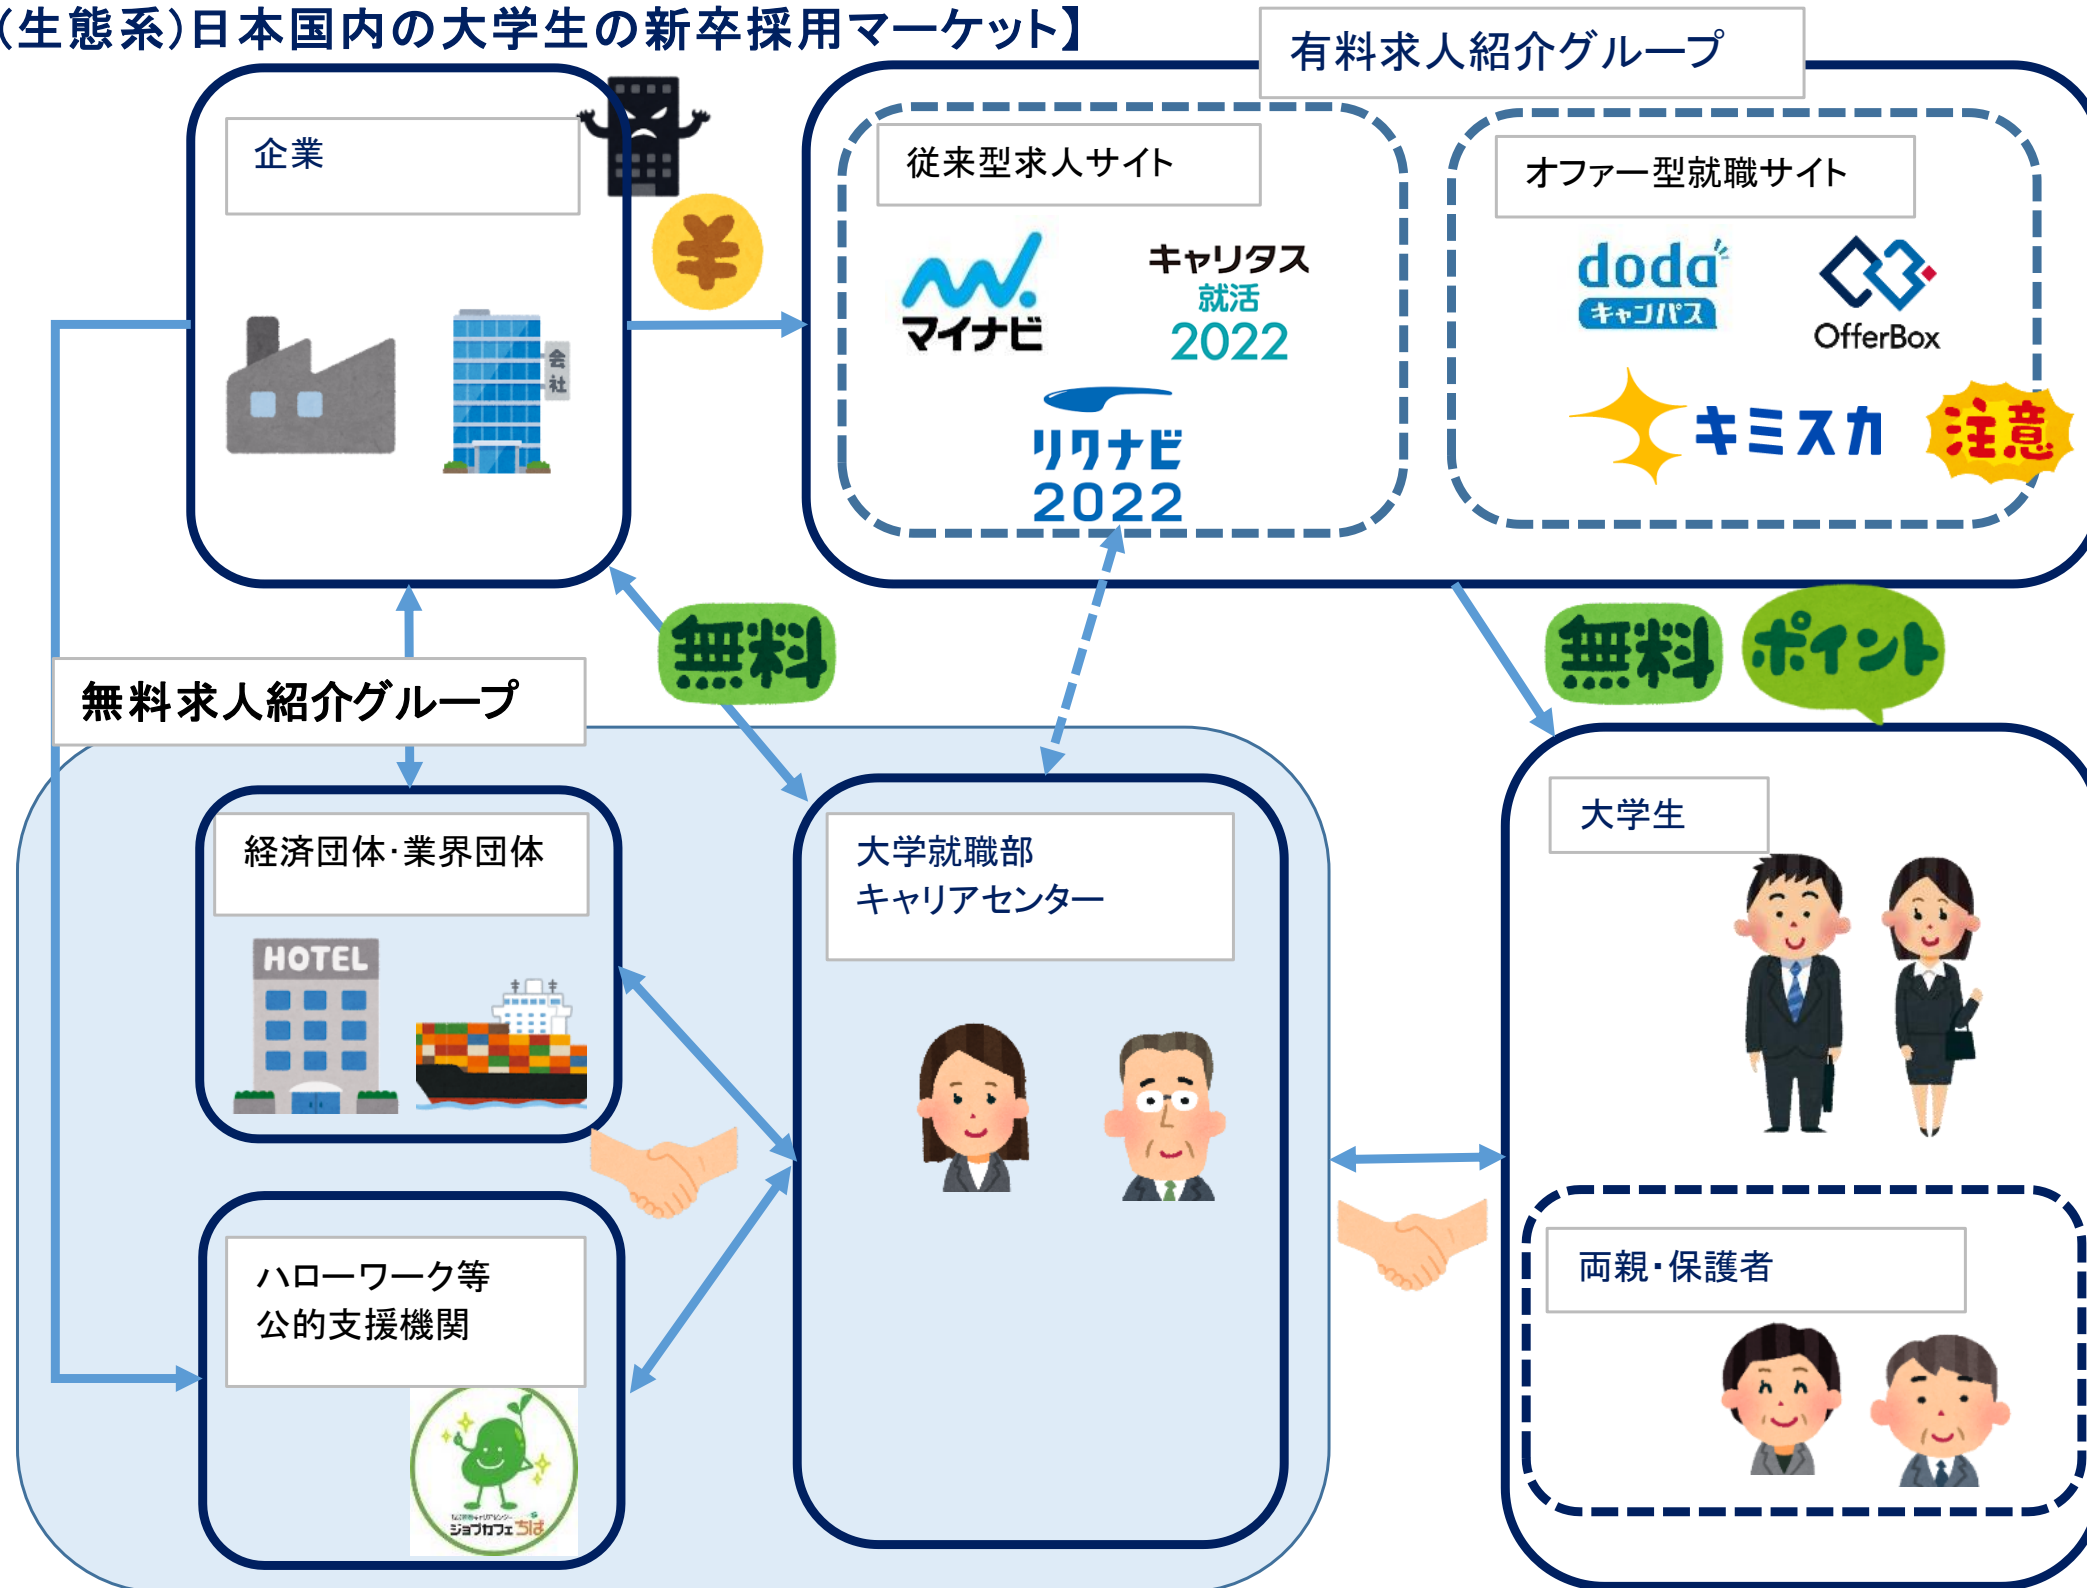 (生態系)日本国内の大学生の新卒採用マーケット】
有料求人紹介グループ
企業
従来型求人サイト
オファー型就職サイト
マイナビ
キャリタス
就活
2022
リクナビ
2022
doda
キャンパス
OfferBox
キミスカ
注意
会社
無料
無料
ポイント
無料求人紹介グループ
経済団体・業界団体
HOTEL
大学就職部
キャリアセンター
大学生
ハローワーク等
公的支援機関
ジョブカフェちば
両親・保護者